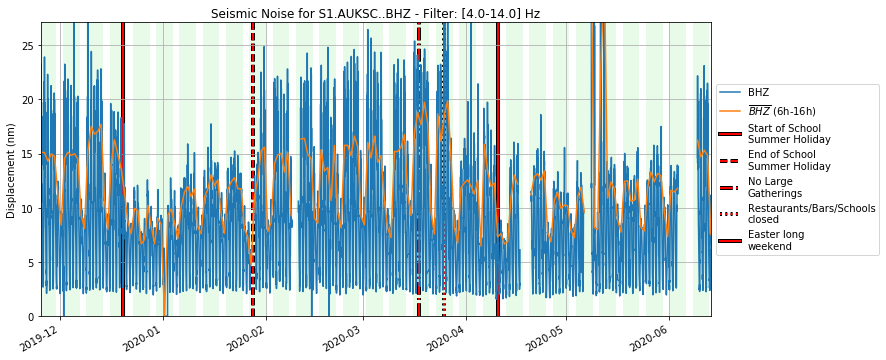 Seismic Noise for S1.AUKSC..BHZ - Filter: [4.0-14.0] Hz
Displacement (nm)
25
20
15
10
5
0
2019-12
2020-01
2020-02
2020-03
2020-04
2020-05
2020-06
BHZ
BHZ (6h-16h)
Start of School
Summer Holiday
End of School
Summer Holiday
No Large
Gatherings
Restaurants/Bars/Schools
closed
Easter long
weekend